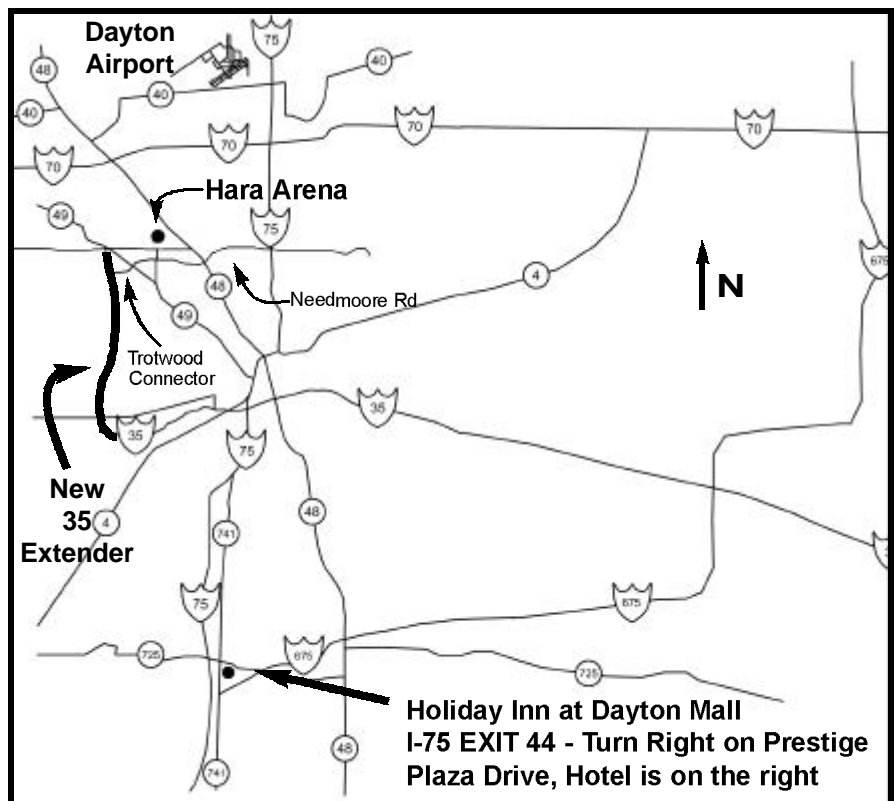 Dayton
Airport
75
48
40
40
40
70
70
70
70
Hara Arena
49
75
675
4
N
48
Needmoore Rd
49
Trotwood
Connector
35
35
75
New
35
Extender
4
48
741
75
675
725
675
725
Holiday Inn at Dayton Mall
I-75 EXIT 44 - Turn Right on Prestige
Plaza Drive, Hotel is on the right
48
741